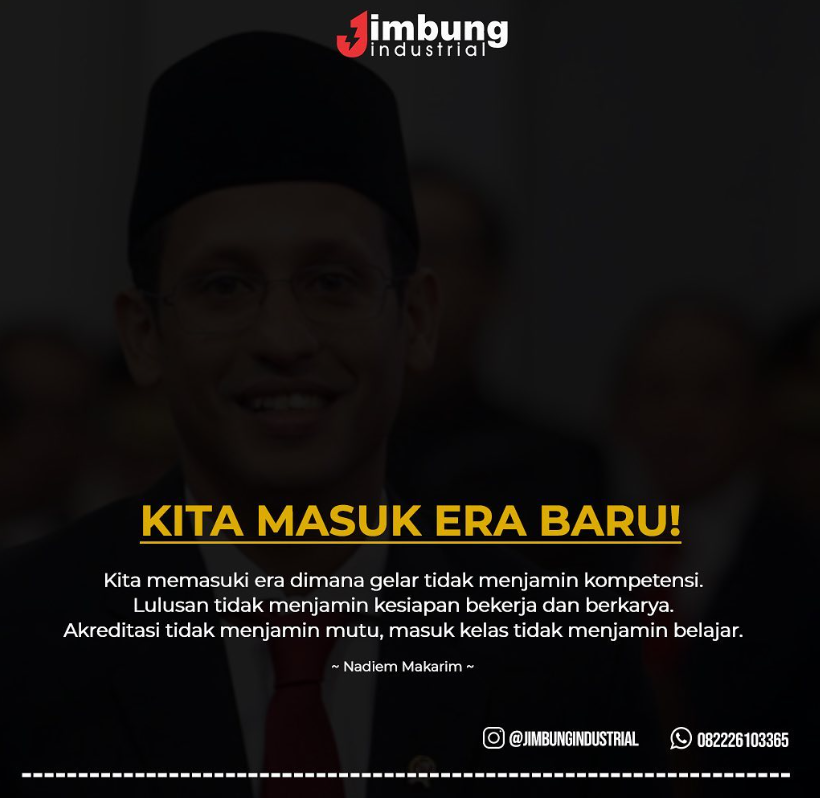 Jimbung
industrial
KITA MASUK ERA BARU!
Kita memasuki era dimana gelar tidak menjamin kompetensi.
Lulusan tidak menjamin kesiapan bekerja dan berkarya.
Akreditasi tidak menjamin mutu, masuk kelas tidak menjamin belajar.
~ Nadiem Makarim ~
@JIMBUNGINDUSTRIAL 082226103365